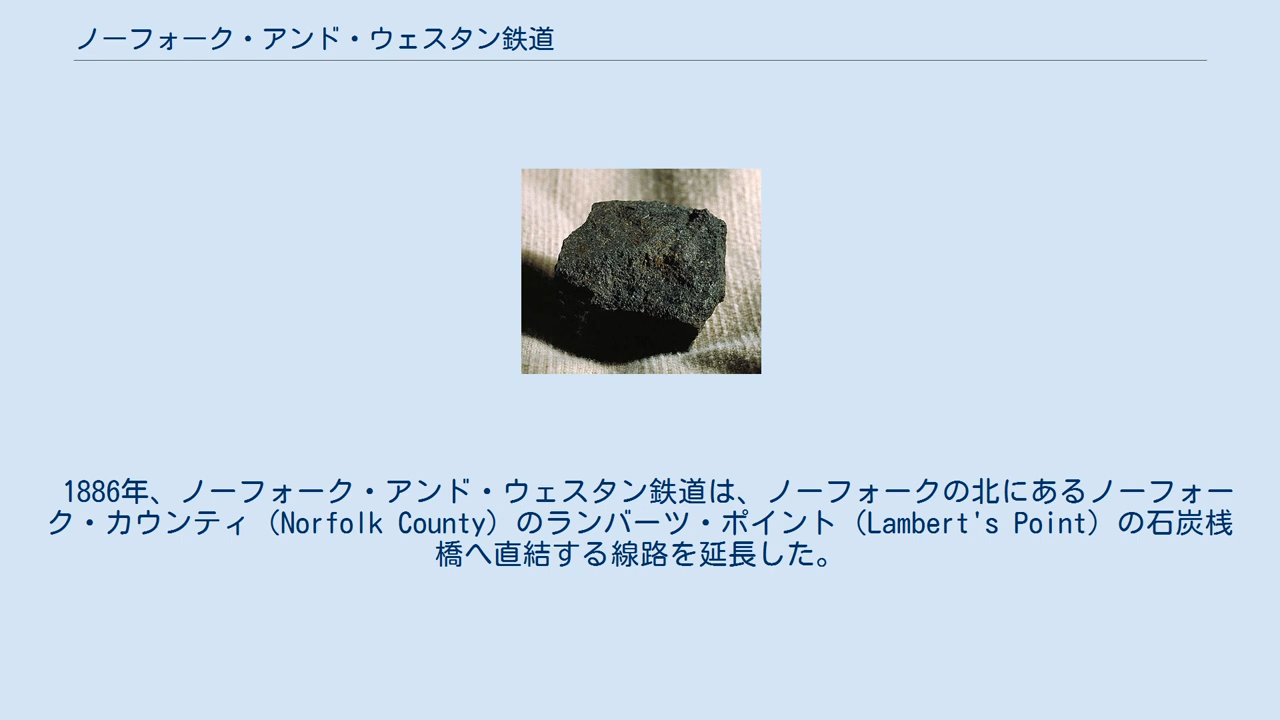 ノーフォーク・アンド・ウェスタン鉄道
1886年、ノーフォーク・アンド・ウェスタン鉄道は、ノーフォークの北にあるノーフォー
ク・カウンティ（Norfolk County）のランバーツ・ポイント（Lambert's Point）の石炭桟
橋へ直結する線路を延長した。